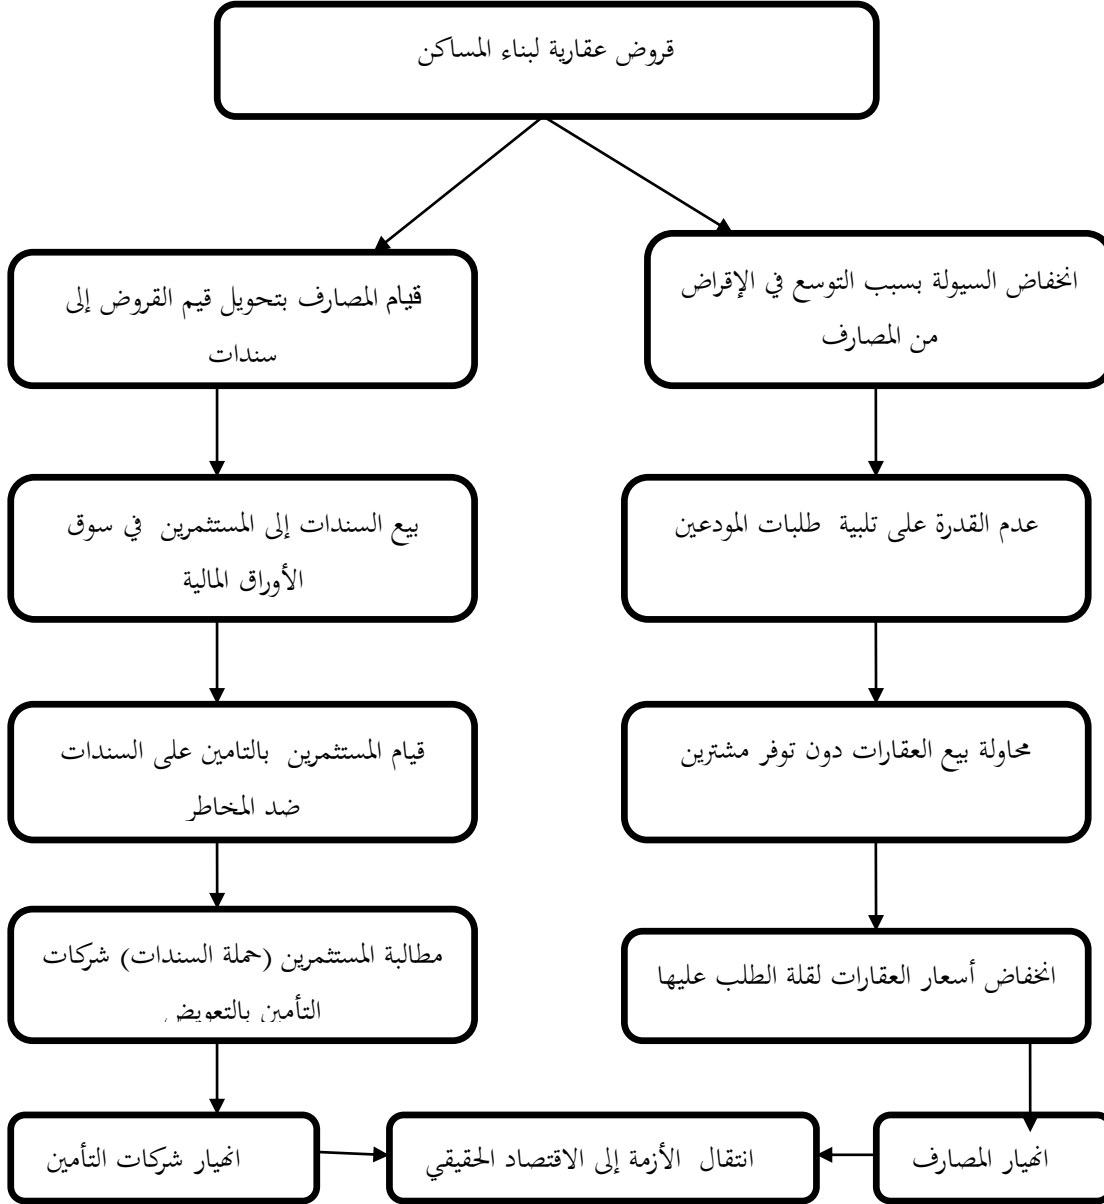 قروض عقارية لبناء المساكن
انخفاض السيولة بسبب التوسع في الإقراض
من المصارف
قيام المصارف بتحويل قيم القروض إلى
سندات
عدم القدرة على تلبية طلبات المودعين
بيع السندات إلى المستثمرين في سوق
الأوراق المالية
محاولة بيع العقارات دون توفر مشترين
قيام المستثمرين بالتامين على السندات
ضد المخاطر
انخفاض أسعار العقارات لقلة الطلب عليها
مطالبة المستثمرين (حملة السندات) شركات
التأمين بالتعويض
انهيار المصارف
انتقال الأزمة إلى الاقتصاد الحقيقي
انهيار شركات التأمين